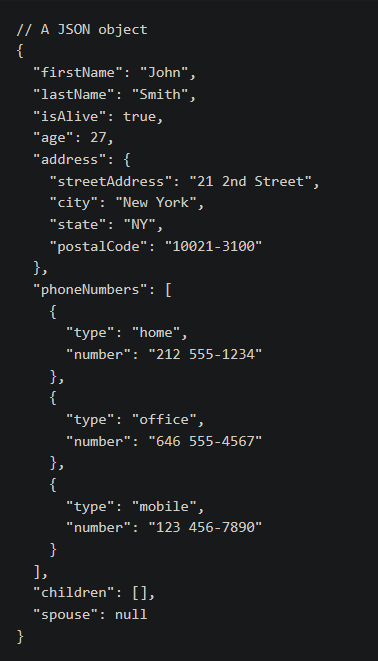 // A JSON object
{
  "firstName": "John",
  "lastName": "Smith",
  "isAlive": true,
  "age": 27,
  "address": {
    "streetAddress": "21 2nd Street",
    "city": "New York",
    "state": "NY",
    "postalCode": "10021-3100"
  },
  "phoneNumbers": [
    {
      "type": "home",
      "number": "212 555-1234"
    },
    {
      "type": "office",
      "number": "646 555-4567"
    },
    {
      "type": "mobile",
      "number": "123 456-7890"
    }
  ],
  "children": [],
  "spouse": null
}